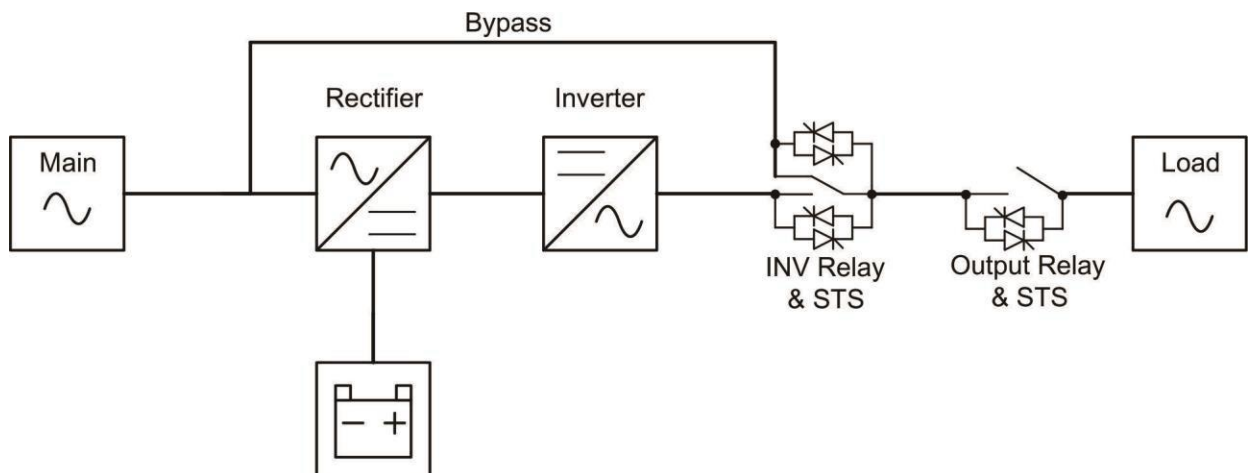 Bypass
Rectifier
Inverter
Main
Load
INV Relay
& STS
Output Relay
& STS
− +